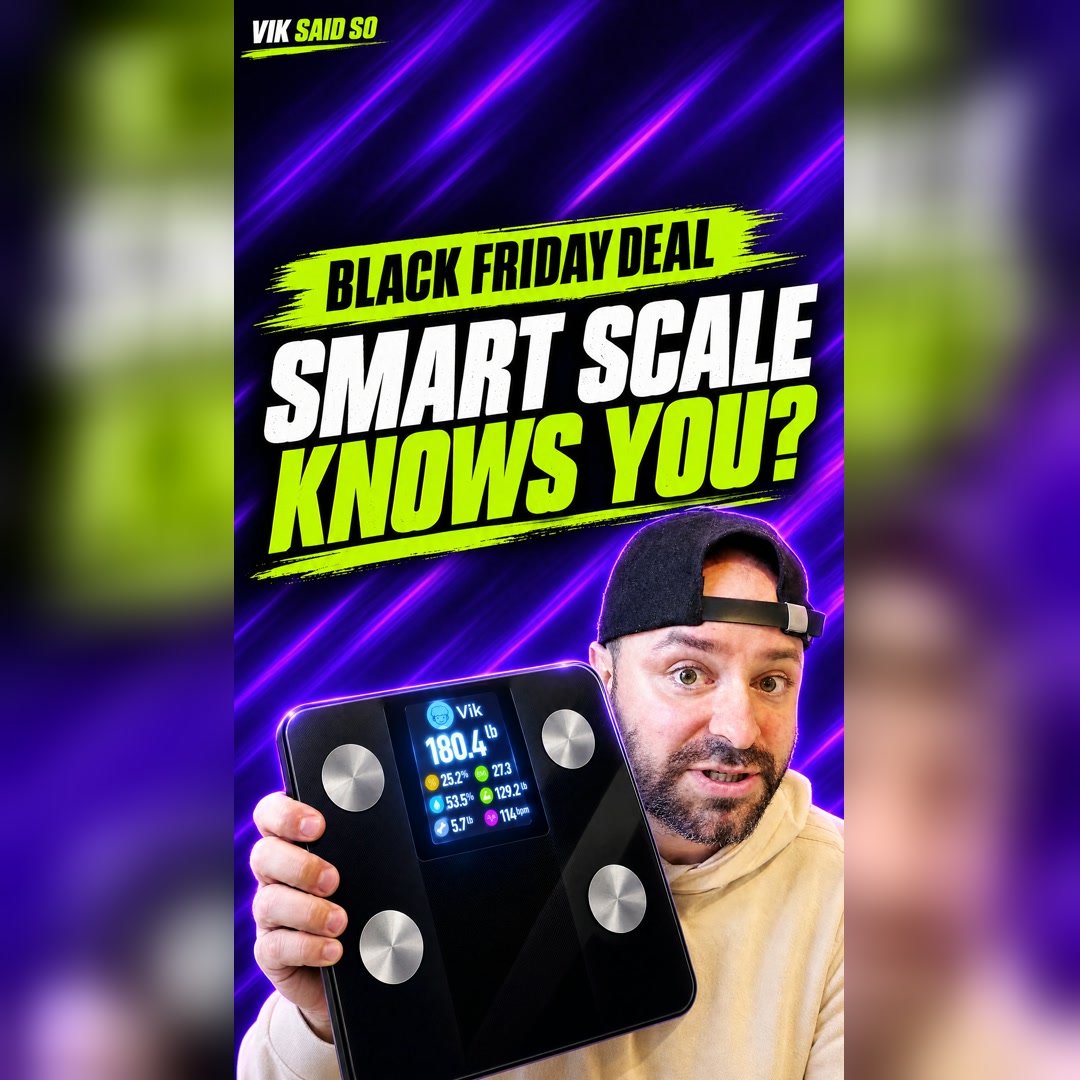 VIK SAID SO
BLACK FRIDAY DEAL
SMART SCALE
KNOWS YOU?
Vik
180.4 lb
25.2% 27.3
53.5% 129.2 lb
5.7 lb 114 bpm